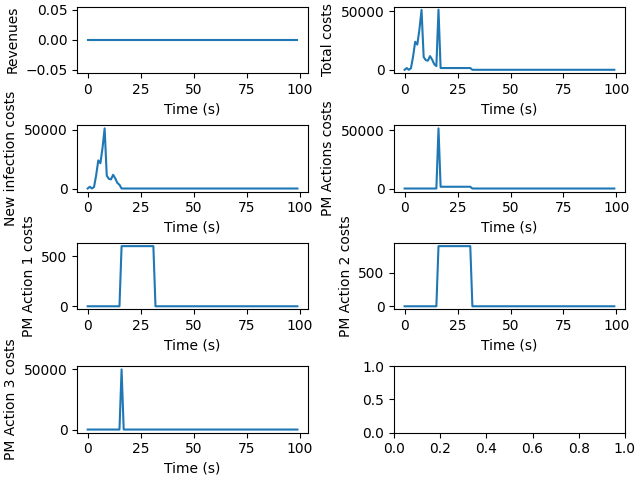 Revenues
0.05
0.00
−0.05
0 25 50 75 100
Time (s)
Total costs
50000
0
0 25 50 75 100
Time (s)
New infection costs
50000
0
0 25 50 75 100
Time (s)
PM Actions costs
50000
0
0 25 50 75 100
Time (s)
PM Action 1 costs
500
0
0 25 50 75 100
Time (s)
PM Action 2 costs
500
0
0 25 50 75 100
Time (s)
PM Action 3 costs
50000
0
0 25 50 75 100
Time (s)
1.0
0.5
0.0
0.0 0.2 0.4 0.6 0.8 1.0